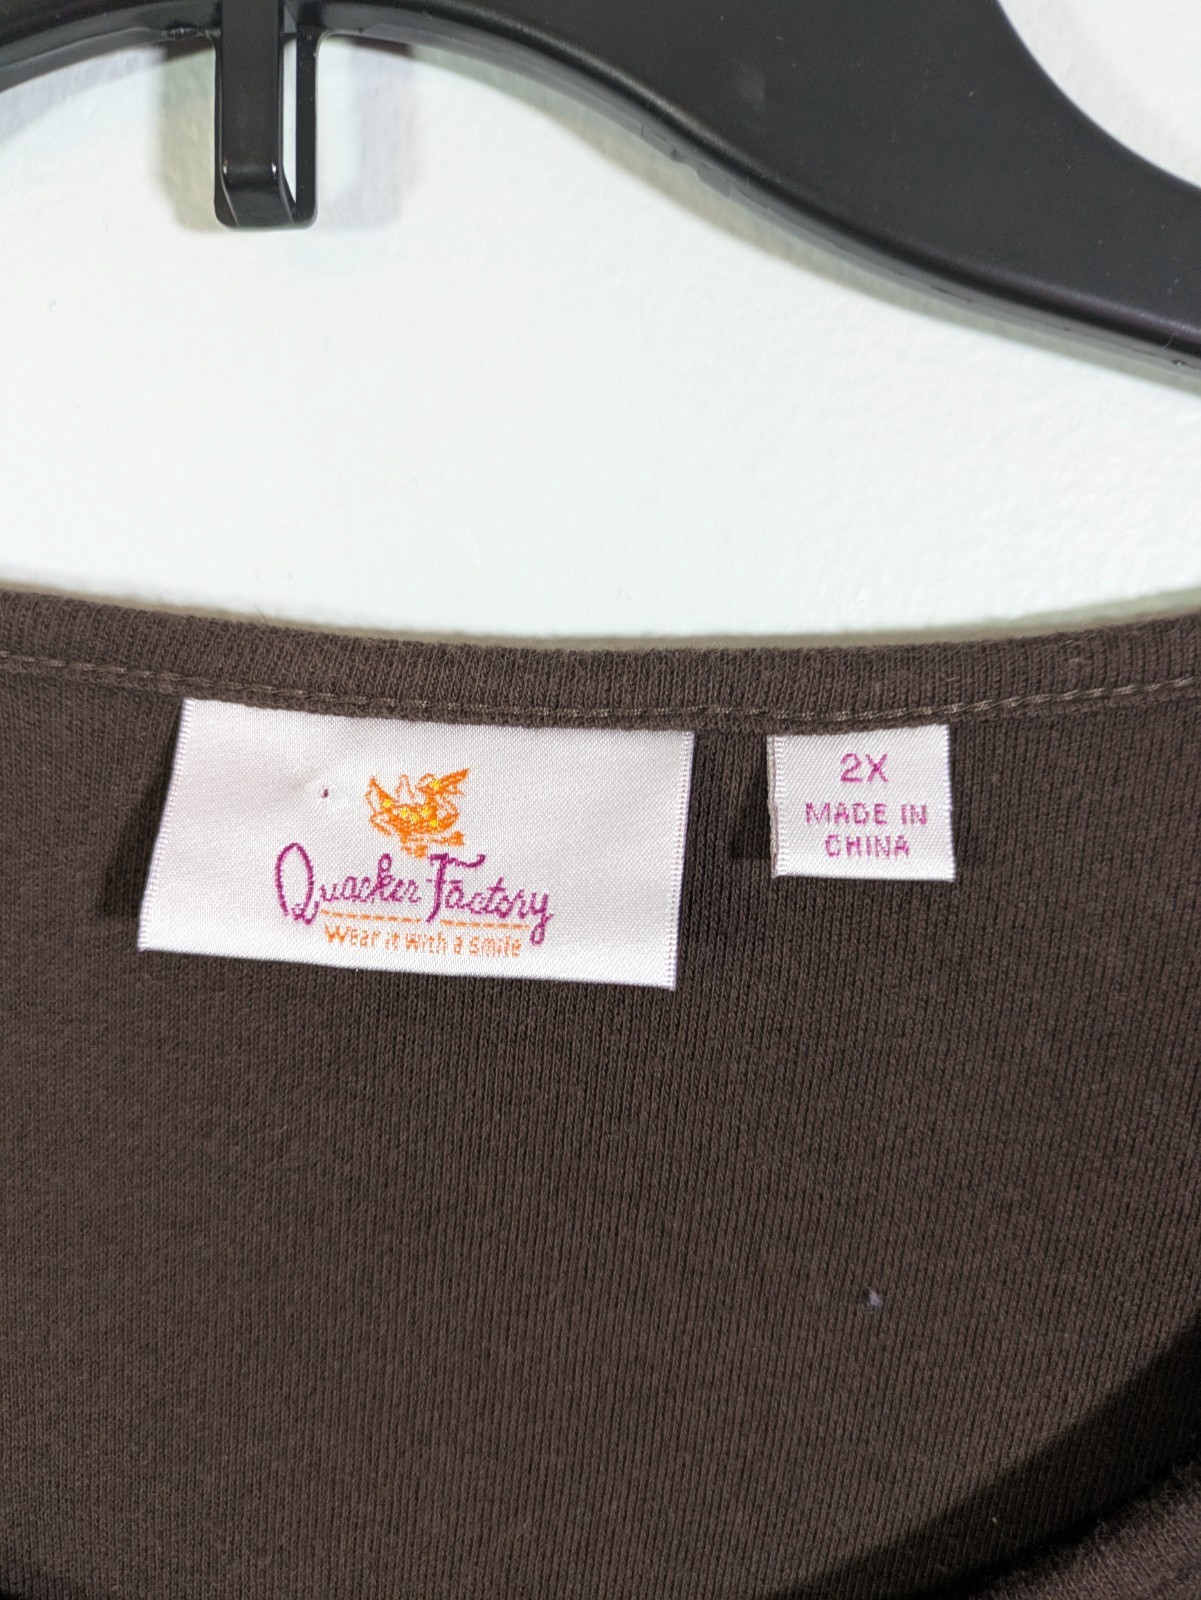 Quacker Factory
Wear it with a smile
2X
MADE IN
CHINA